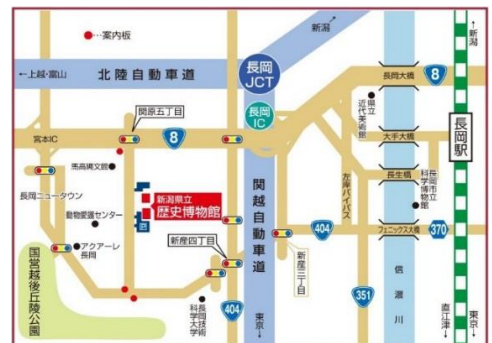 新潟
●…案内板
←上越・富山
北陸自動車道
長岡
JCT
長岡
IC
長岡大橋
8
新潟
関原五丁目
宮本IC
8
県立
近代美術館
大手大橋
長岡駅
馬高縄文館
長岡ニュータウン
新潟県立
歴史博物館
関越自動車道
左岸バイパス
長生橋
長岡市立
科学博物館
動物愛護センター
アクアーレ
長岡
新産四丁目
404
フェニックス大橋
370
国営越後丘陵公園
新産三丁目
長岡技術
科学大学
404
351
信濃川
東京→
直江津→
東京→